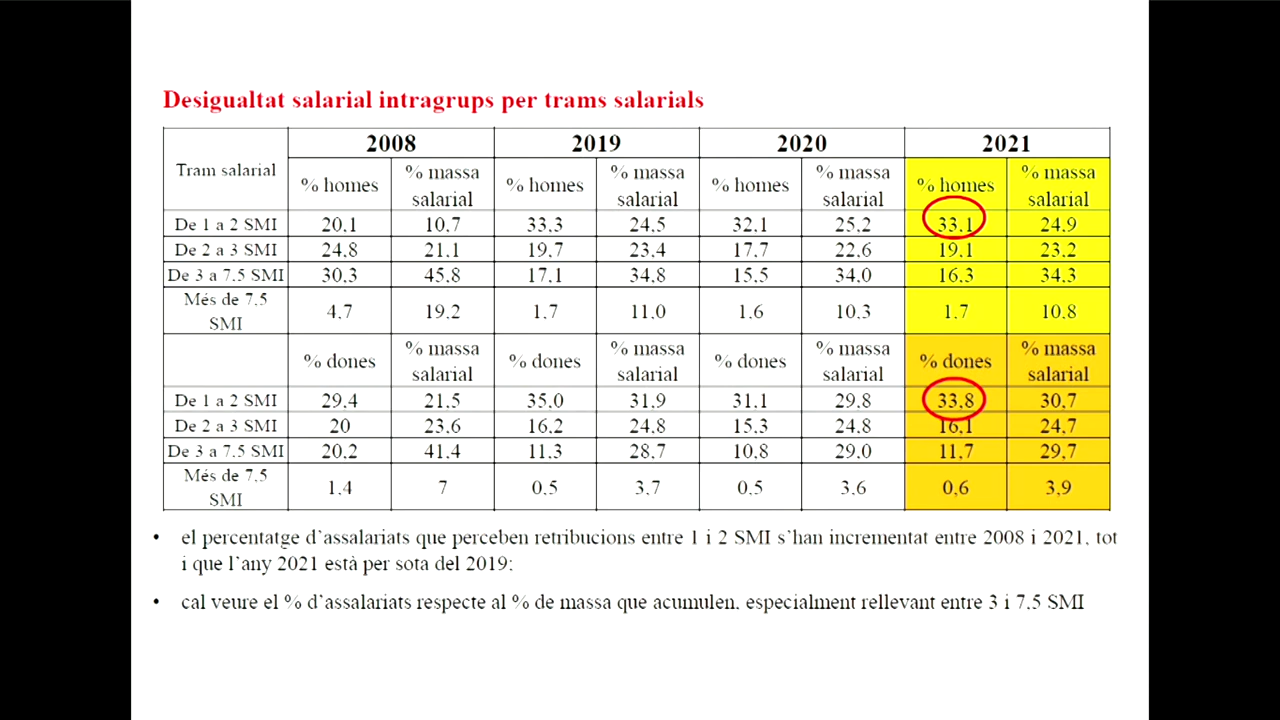 Desigualtat salarial intragrups per trams salarials
2008 2019 2020 2021
Tram salarial % homes % massa salarial % homes % massa salarial % homes % massa salarial % homes % massa salarial
De 1 a 2 SMI 20,1 10,7 33,3 24,5 32,1 25,2 33,1 24,9
De 2 a 3 SMI 24,8 21,1 19,7 23,4 17,7 22,6 19,1 23,2
De 3 a 7.5 SMI 30,3 45,8 17,1 34,8 15,5 34,0 16,3 34,3
Més de 7,5 SMI 4,7 19,2 1,7 11,0 1,6 10,3 1,7 10,8
% dones % massa salarial % dones % massa salarial % dones % massa salarial % dones % massa salarial
De 1 a 2 SMI 29,4 21,5 35,0 31,9 31,1 29,8 33,8 30,7
De 2 a 3 SMI 20 23,6 16,2 24,8 15,3 24,8 16,1 24,7
De 3 a 7.5 SMI 20,2 41,4 11,3 28,7 10,8 29,0 11,7 29,7
Més de 7,5 SMI 1,4 7 0,5 3,7 0,5 3,6 0,6 3,9
• el percentatge d'assalariats que perceben retribucions entre 1 i 2 SMI s'han incrementat entre 2008 i 2021, tot
i que l'any 2021 està per sota del 2019;
• cal veure el % d'assalariats respecte al % de massa que acumulen, especialment rellevant entre 3 i 7,5 SMI